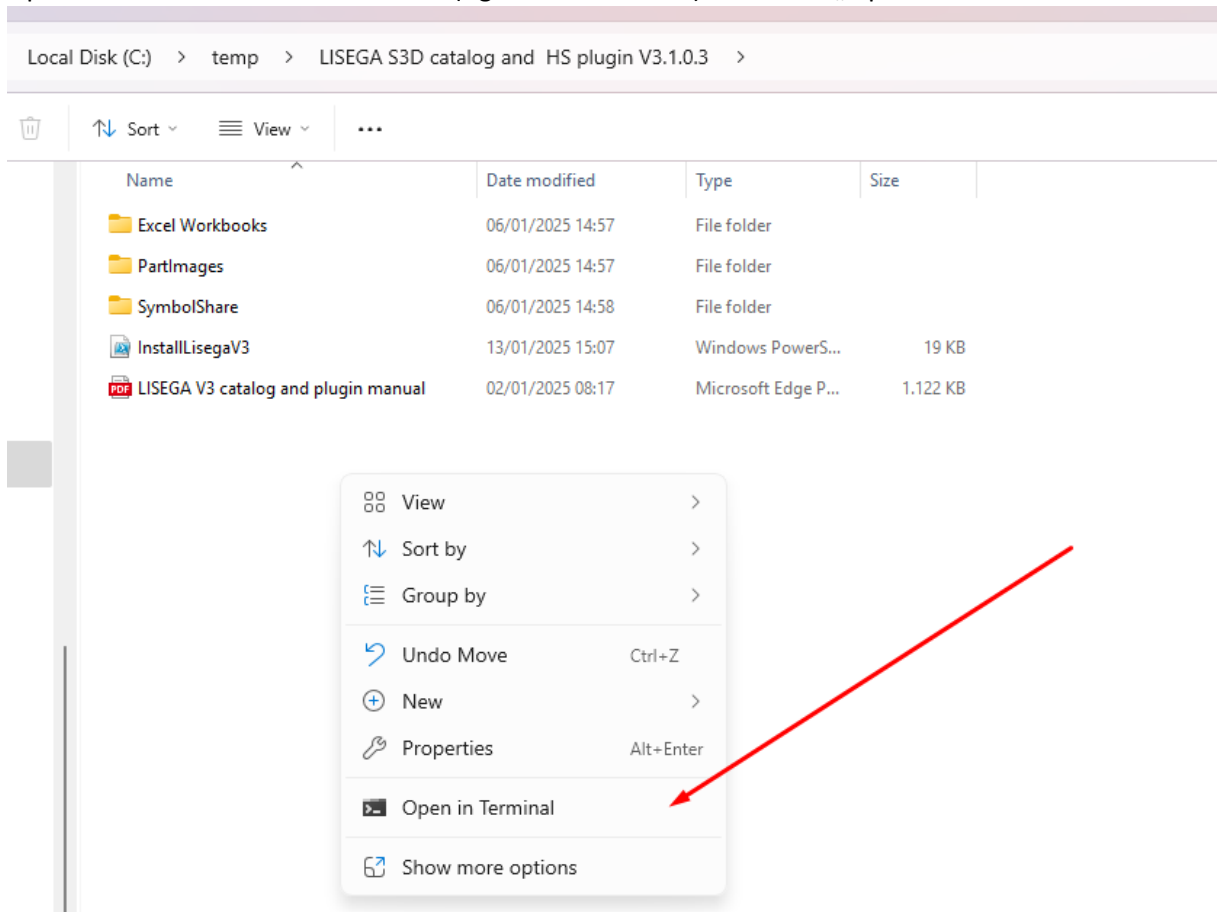 Local Disk (C:) > temp > LISEGA S3D catalog and HS plugin V3.1.0.3 >
Sort View ...
Name Date modified Type Size
Excel Workbooks 06/01/2025 14:57 File folder
PartImages 06/01/2025 14:57 File folder
SymbolShare 06/01/2025 14:58 File folder
InstallLisegaV3 13/01/2025 15:07 Windows PowerS... 19 KB
PDF LISEGA V3 catalog and plugin manual 02/01/2025 08:17 Microsoft Edge P... 1.122 KB
View >
Sort by >
Group by >
Undo Move Ctrl+Z
New >
Properties Alt+Enter
Open in Terminal
Show more options